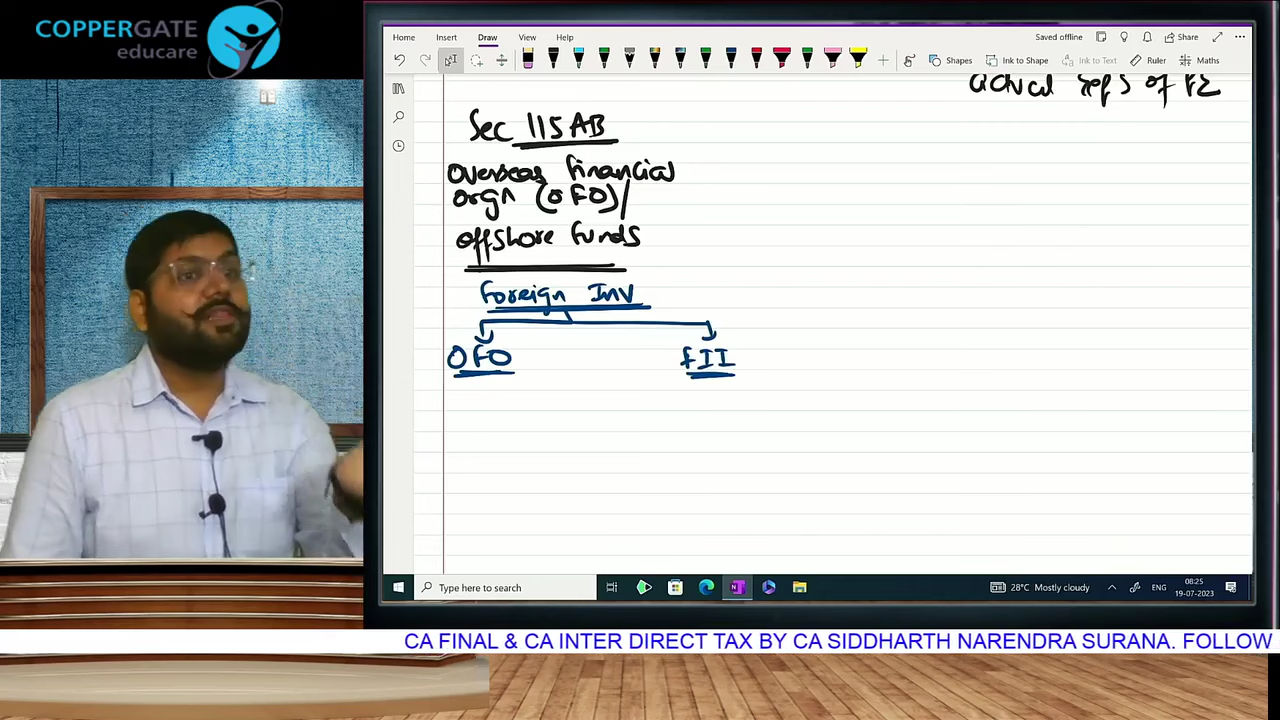 COPPERGATE
educare
Home Insert Draw View Help
Saved offline
Share
Shapes
Ink to Shape
Ink to Text
Ruler
Maths
of FE
Sec 115AB
overseas financial
orgn (OFO)/
offshore funds
foreign Inv
OFO
FII
Type here to search
28°C Mostly cloudy
ENG
08:25
19-07-2023
CA FINAL & CA INTER DIRECT TAX BY CA SIDDHARTH NARENDRA SURANA. FOLLOW